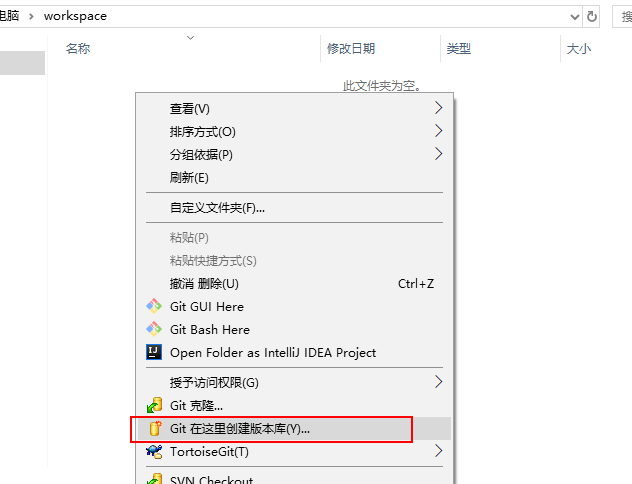 电脑 workspace
名称 修改日期 类型 大小
此文件夹为空。
查看(V)
排序方式(O)
分组依据(P)
刷新(E)
自定义文件夹(F)...
粘贴(P)
粘贴快捷方式(S)
撤消 删除(U) Ctrl+Z
Git GUI Here
Git Bash Here
Open Folder as IntelliJ IDEA Project
授予访问权限(G)
Git 克隆...
Git 在这里创建版本库(Y)...
TortoiseGit(T)
SVN Checkout